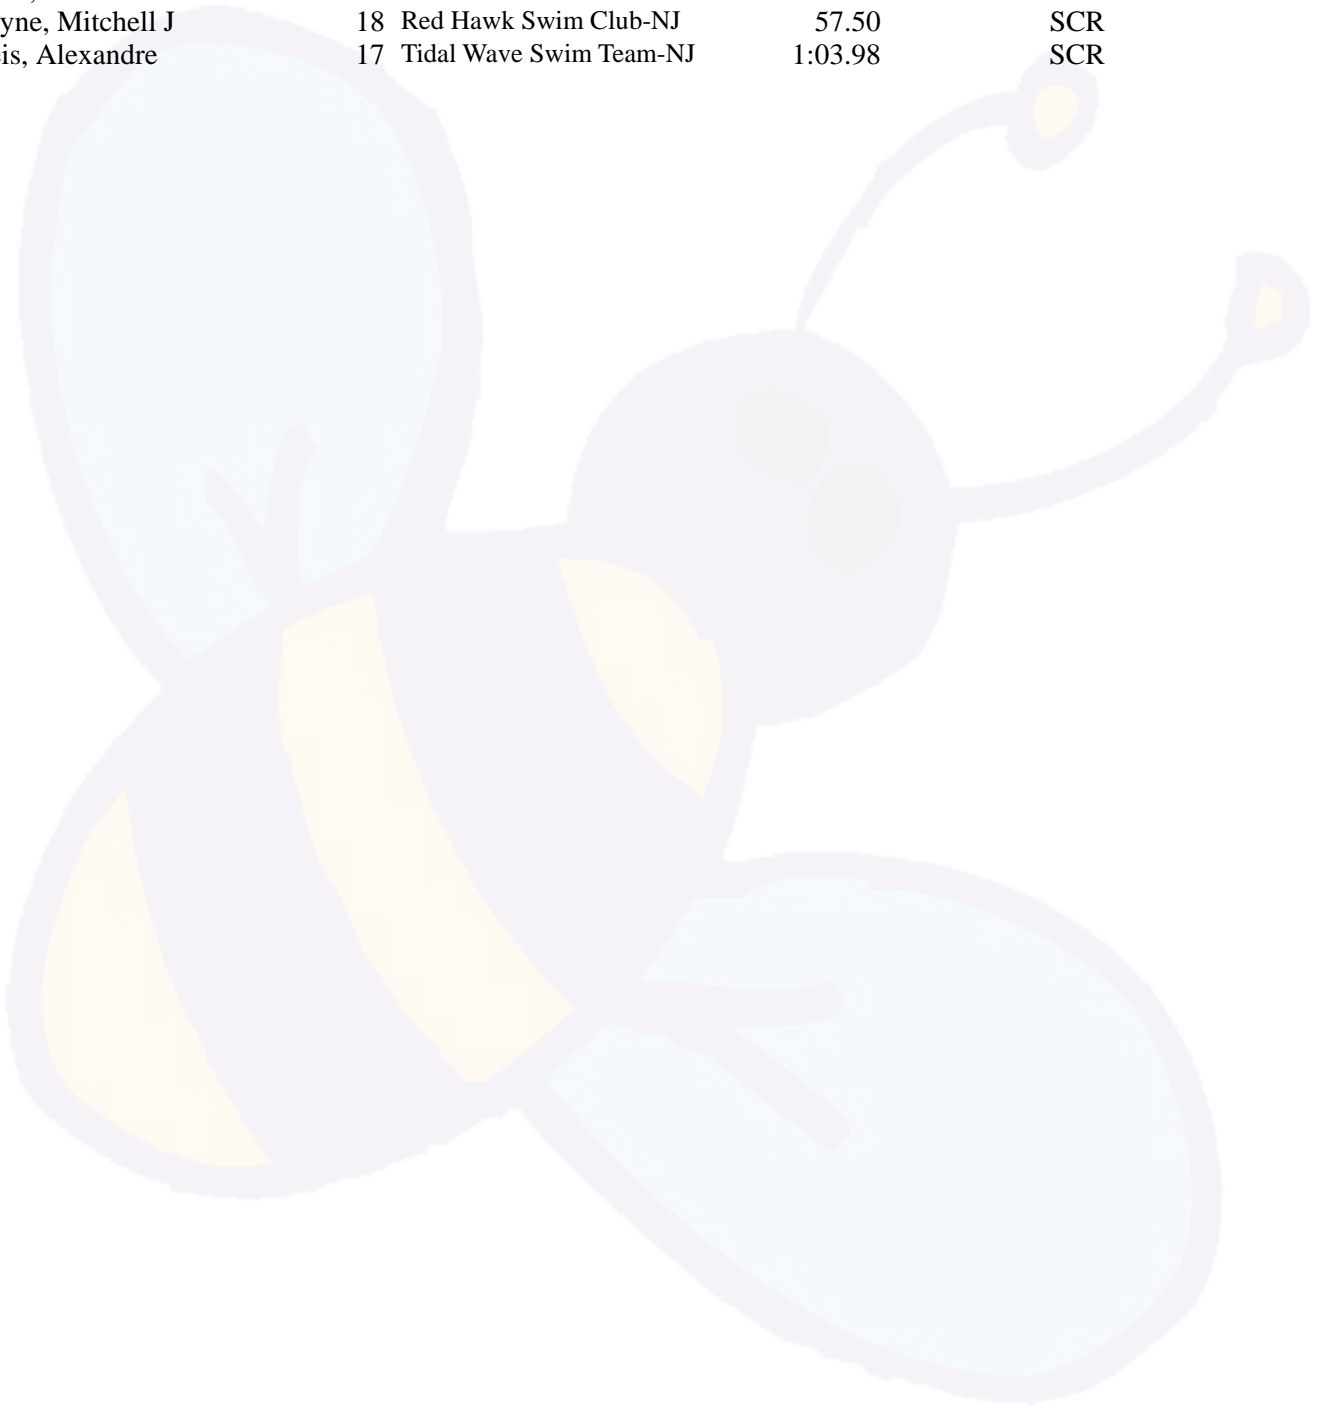 yne, Mitchell J 18 Red Hawk Swim Club-NJ 57.50 SCR
is, Alexandre 17 Tidal Wave Swim Team-NJ 1:03.98 SCR